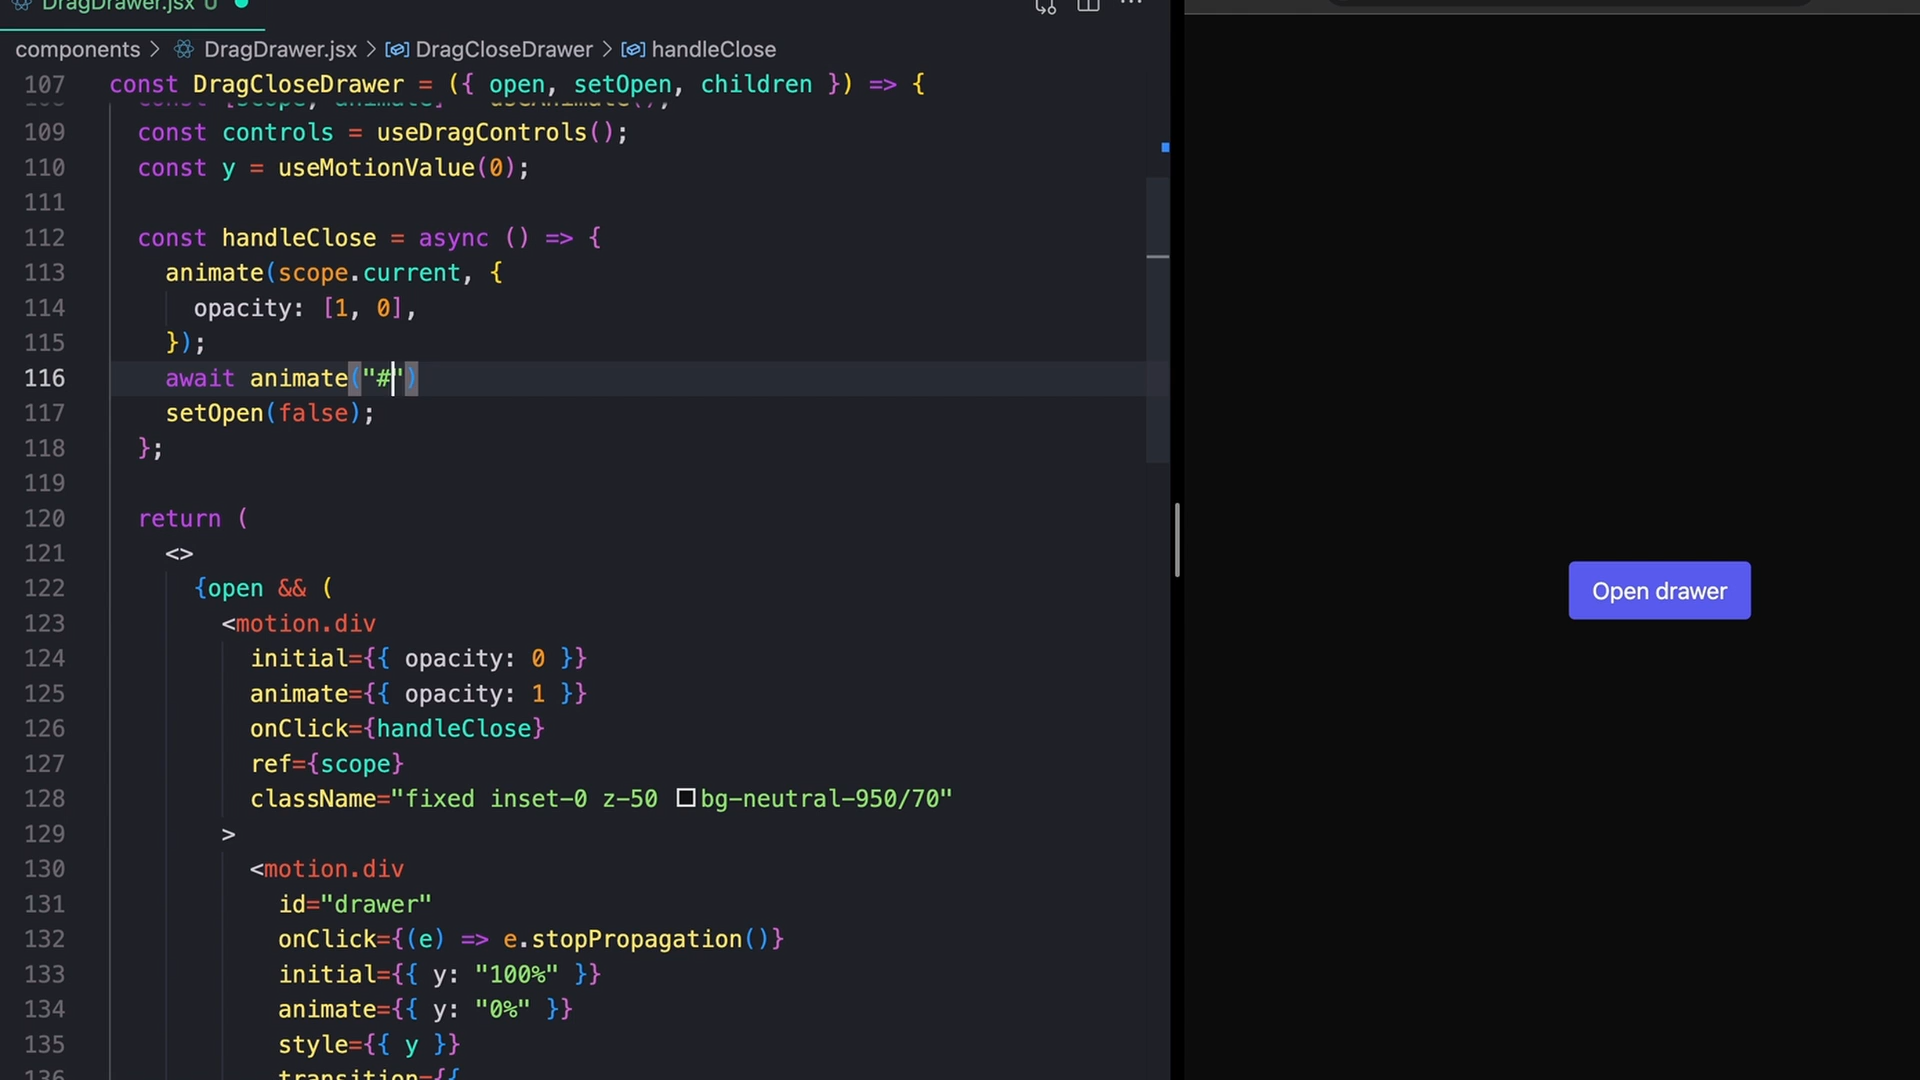 DragDrawer.jsx U
components > DragDrawer.jsx > DragCloseDrawer > handleClose
107 const DragCloseDrawer = ({ open, setOpen, children }) => {
109 const controls = useDragControls();
110 const y = useMotionValue(0);
111
112 const handleClose = async () => {
113 animate(scope.current, {
114 opacity: [1, 0],
115 });
116 await animate("#")
117 setOpen(false);
118 };
119
120 return (
121 <>
122 {open && (
123 <motion.div
124 initial={{ opacity: 0 }}
125 animate={{ opacity: 1 }}
126 onClick={handleClose}
127 ref={scope}
128 className="fixed inset-0 z-50 bg-neutral-950/70"
129 >
130 <motion.div
131 id="drawer"
132 onClick={(e) => e.stopPropagation()}
133 initial={{ y: "100%" }}
134 animate={{ y: "0%" }}
135 style={{ y }}
136 transition={{
Open drawer